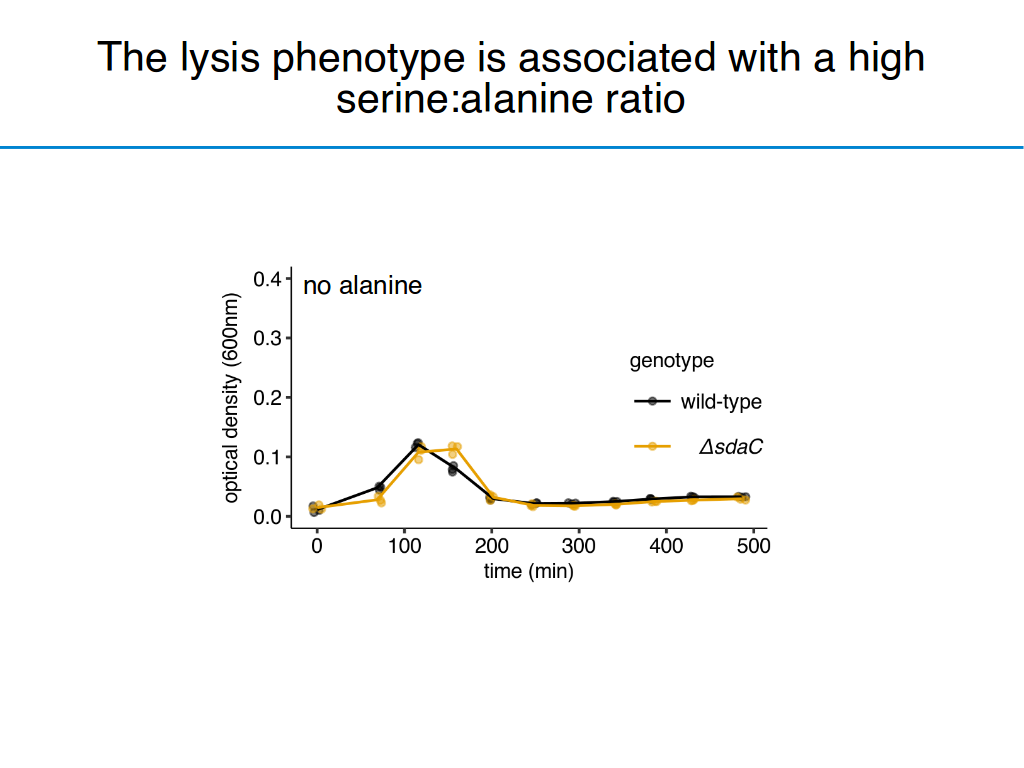 The lysis phenotype is associated with a high
serine:alanine ratio
no alanine
optical density (600nm)
0.4
0.3
0.2
0.1
0.0
0 100 200 300 400 500
time (min)
genotype
wild-type
ΔsdaC